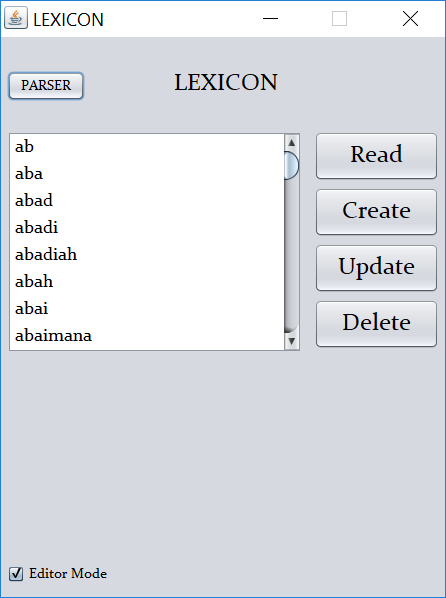 LEXICON
PARSER
LEXICON
ab
aba
abad
abadi
abadiah
abah
abai
abaimana
Read
Create
Update
Delete
Editor Mode